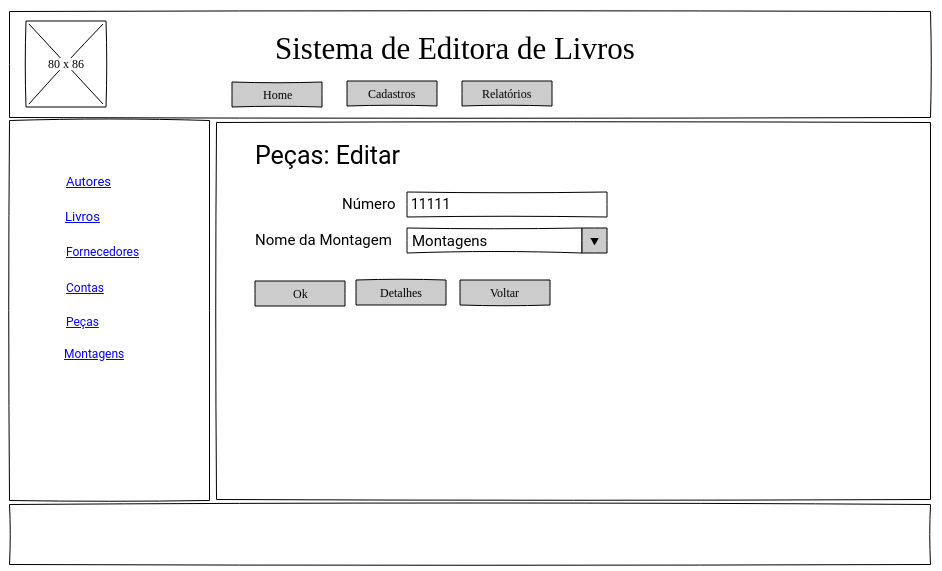 80 x 86
Sistema de Editora de Livros
Home Cadastros Relatórios
Autores
Livros
Fornecedores
Contas
Peças
Montagens
Peças: Editar
Número 11111
Nome da Montagem Montagens
Ok Detalhes Voltar